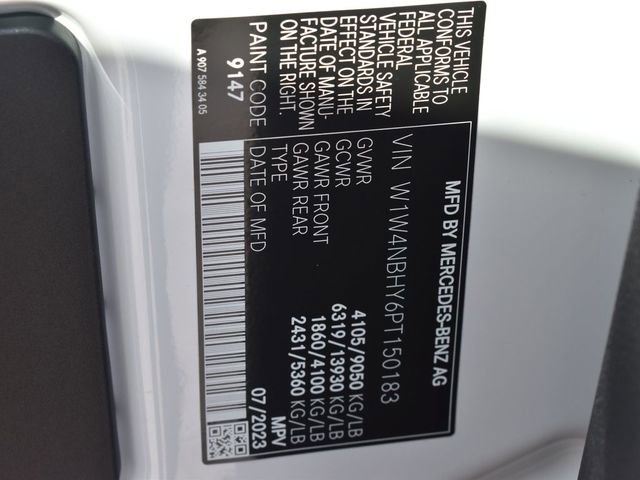 THIS VEHICLE
CONFORMS TO
ALL APPLICABLE
FEDERAL
VEHICLE SAFETY
STANDARDS IN
EFFECT ON THE
DATE OF MANU-
FACTURE SHOWN
ON THE RIGHT.
PAINT CODE
9147
A 907 584 34 05
MFD BY MERCEDES-BENZ AG
VIN W1W4NBHY6PT150183
GVWR 4105/9050 KG/LB
GCWR 6319/13930 KG/LB
GAWR FRONT 1860/4100 KG/LB
GAWR REAR 2431/5360 KG/LB
TYPE MPV
DATE OF MFD 07/2023